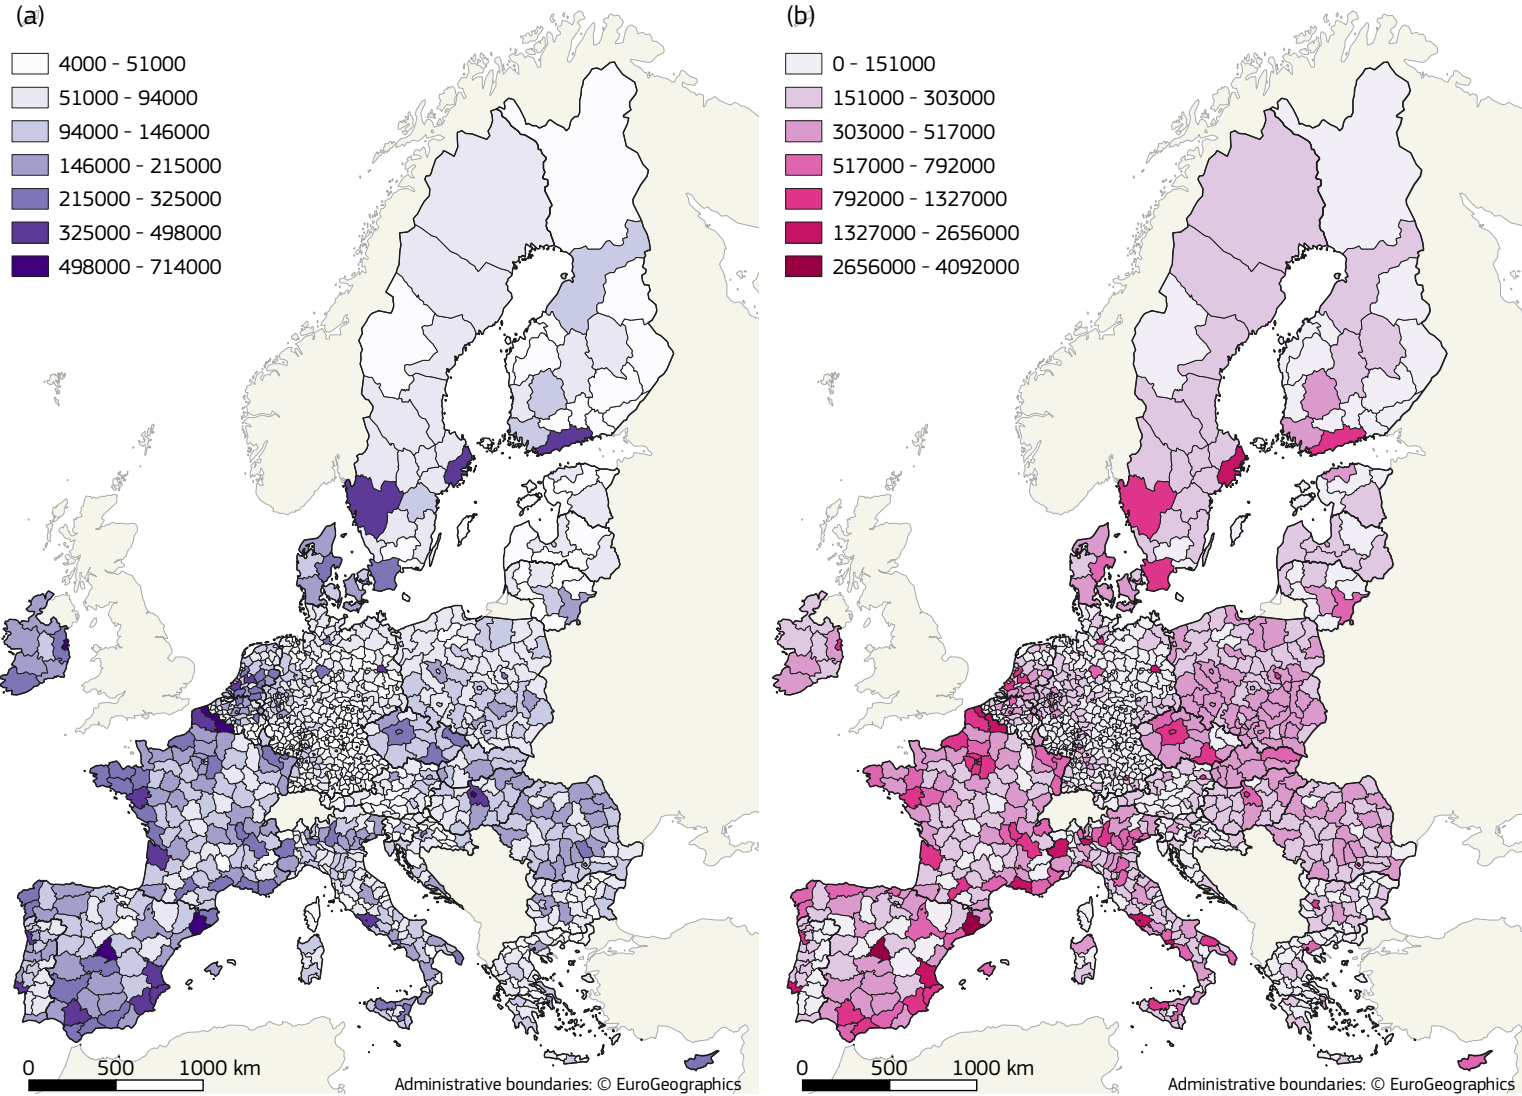 (a)
4000 - 51000
51000 - 94000
94000 - 146000
146000 - 215000
215000 - 325000
325000 - 498000
498000 - 714000
0 500 1000 km
Administrative boundaries: © EuroGeographics
(b)
0 - 151000
151000 - 303000
303000 - 517000
517000 - 792000
792000 - 1327000
1327000 - 2656000
2656000 - 4092000
0 500 1000 km
Administrative boundaries: © EuroGeographics